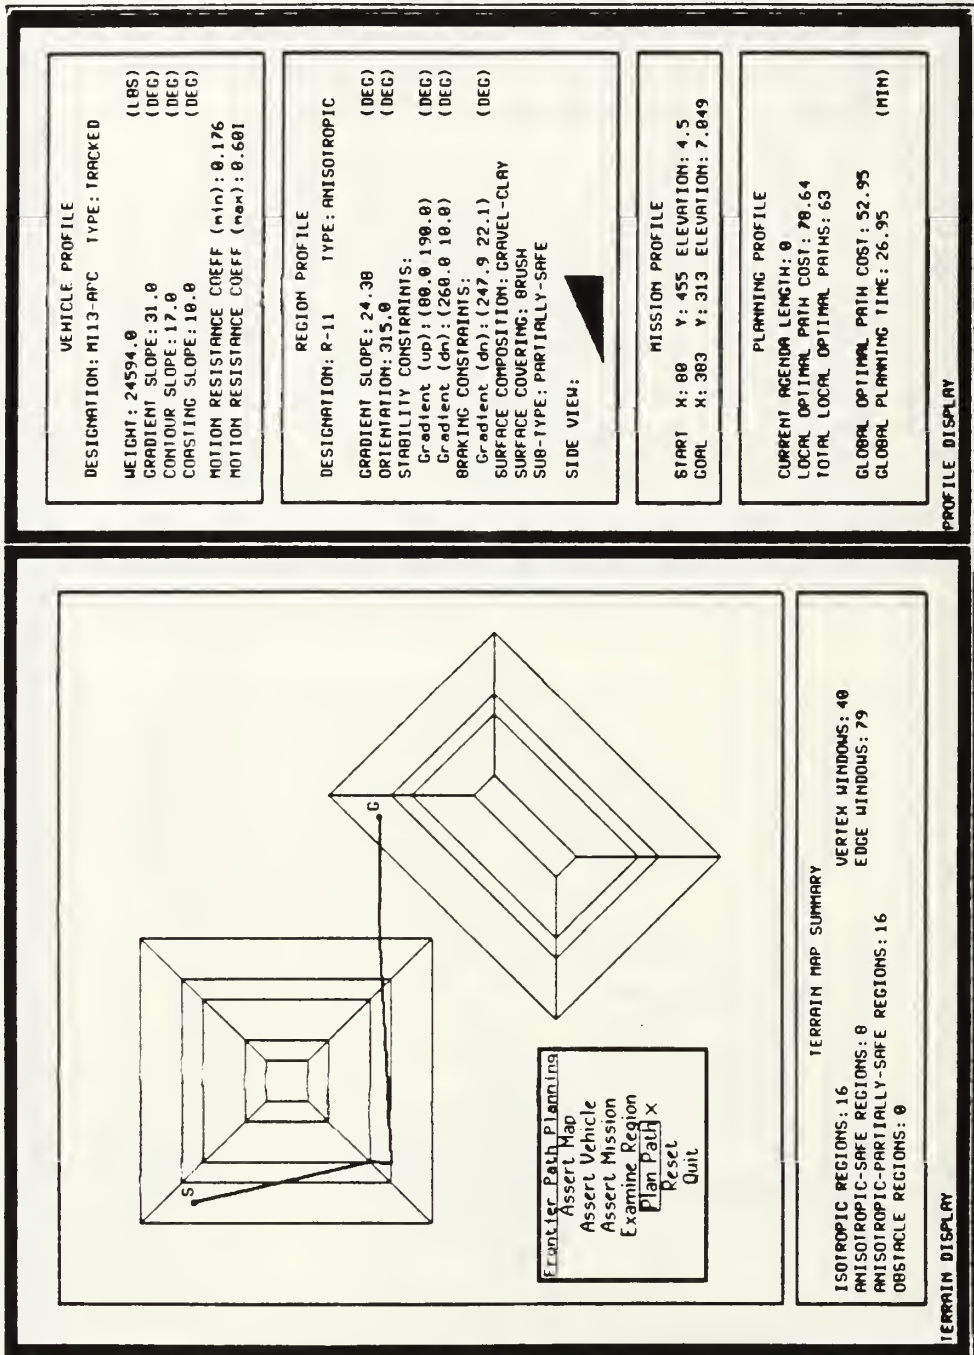 S
G
Frontier Path Planning
Assert Map
Assert Vehicle
Assert Mission
Examine Region
Plan Path x
Reset
Quit
TERRAIN MAP SUMMARY
ISOTROPIC REGIONS: 16 VERTEX WINDOWS: 40
ANISOTROPIC-SAFE REGIONS: 0 EDGE WINDOWS: 79
ANISOTROPIC-PARTIALLY-SAFE REGIONS: 16
OBSTACLE REGIONS: 0
TERRAIN DISPLAY
VEHICLE PROFILE
DESIGNATION: M113-APC TYPE: TRACKED
WEIGHT: 24594.0 (LBS)
GRADIENT SLOPE: 31.0 (DEG)
CONTOUR SLOPE: 17.0 (DEG)
COASTING SLOPE: 10.0 (DEG)
MOTION RESISTANCE COEFF (min): 0.176
MOTION RESISTANCE COEFF (max): 0.601
REGION PROFILE
DESIGNATION: R-11 TYPE: ANISOTROPIC
GRADIENT SLOPE: 24.38 (DEG)
ORIENTATION: 315.0 (DEG)
STABILITY CONSTRAINTS:
Gradient (up): (80.0 190.0) (DEG)
Gradient (dn): (260.0 10.0) (DEG)
BRAKING CONSTRAINTS:
Gradient (dn): (247.9 22.1) (DEG)
SURFACE COMPOSITION: GRAVEL-CLAY
SURFACE COVERING: BRUSH
SUB-TYPE: PARTIALLY-SAFE
SIDE VIEW:
MISSION PROFILE
START X: 80 Y: 455 ELEVATION: 4.5
GOAL X: 383 Y: 313 ELEVATION: 7.049
PLANNING PROFILE
CURRENT AGENDA LENGTH: 0
LOCAL OPTIMAL PATH COST: 78.64
TOTAL LOCAL OPTIMAL PATHS: 63
GLOBAL OPTIMAL PATH COST: 52.95
GLOBAL PLANNING TIME: 26.95 (MIN)
PROFILE DISPLAY